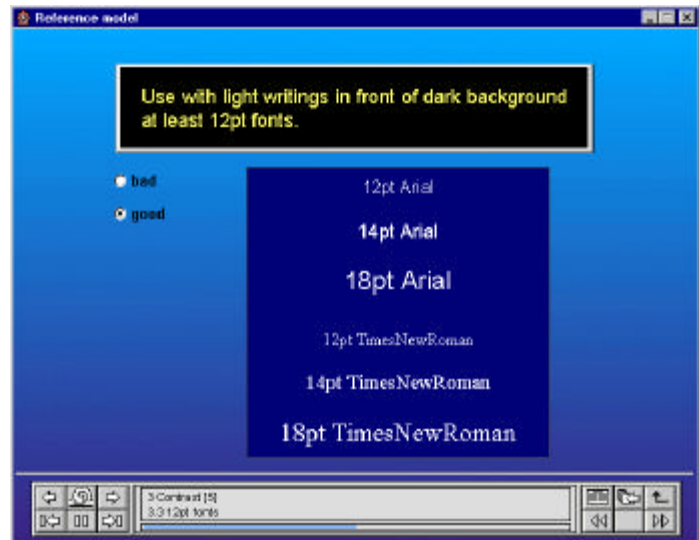 Reference model
Use with light writings in front of dark background
at least 12pt fonts.
bad
good
12pt Arial
14pt Arial
18pt Arial
12pt TimesNewRoman
14pt TimesNewRoman
18pt TimesNewRoman
3 Contrast [5]
3.3 12pt fonts